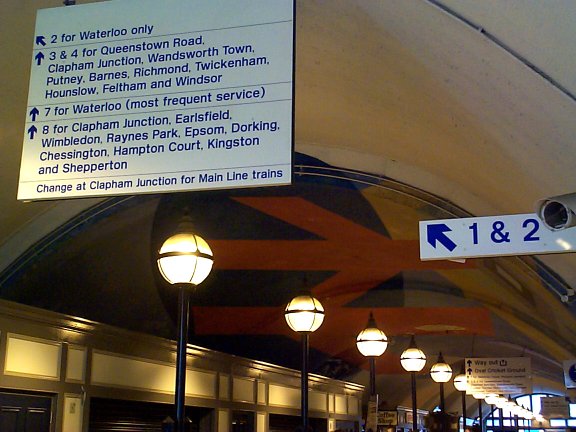 2 for Waterloo only
3 & 4 for Queenstown Road,
Clapham Junction, Wandsworth Town,
Putney, Barnes, Richmond, Twickenham,
Hounslow, Feltham and Windsor
7 for Waterloo (most frequent service)
8 for Clapham Junction, Earlsfield,
Wimbledon, Raynes Park, Epsom, Dorking,
Chessington, Hampton Court, Kingston
and Shepperton
Change at Clapham Junction for Main Line trains
1 & 2
Way out
Oval Cricket Ground
Coffee
Shop